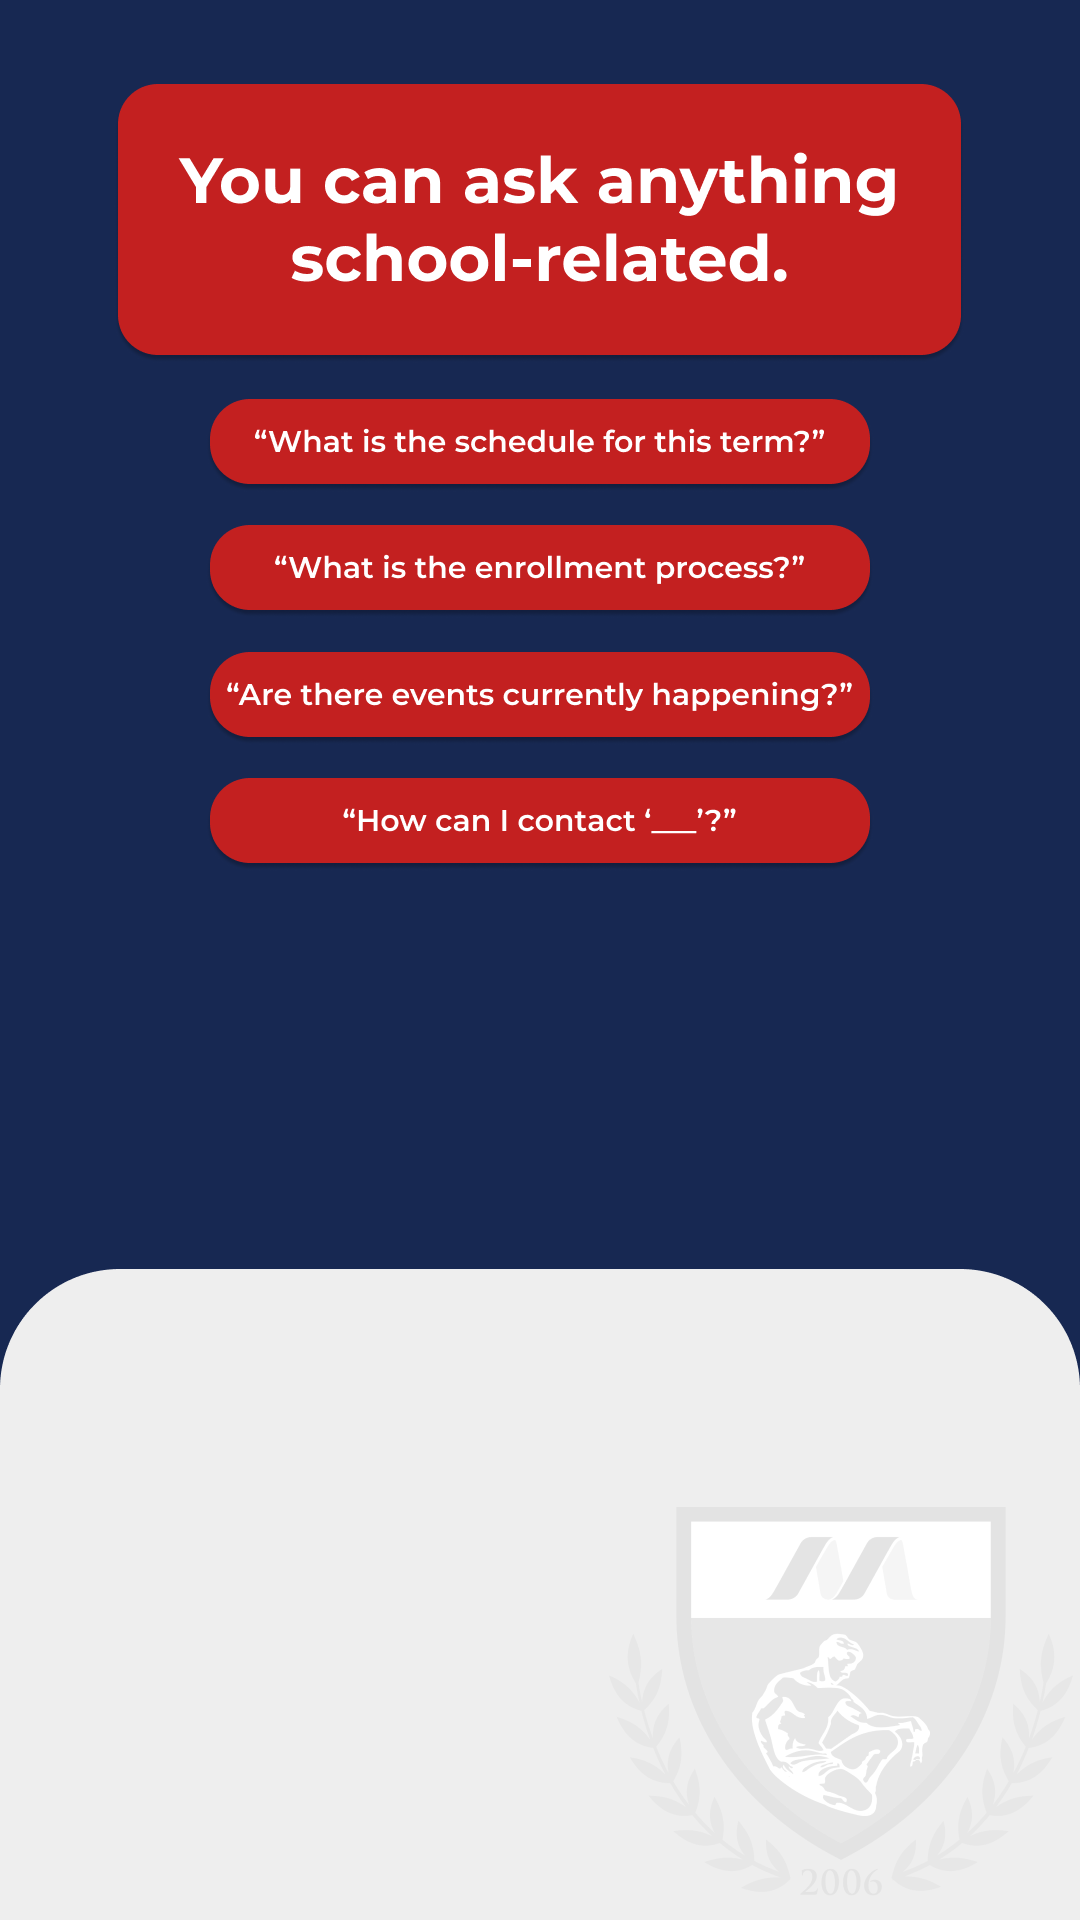 You can ask anything
school-related.
“What is the schedule for this term?”
“What is the enrollment process?”
“Are there events currently happening?”
“How can I contact ‘___’?”
2006